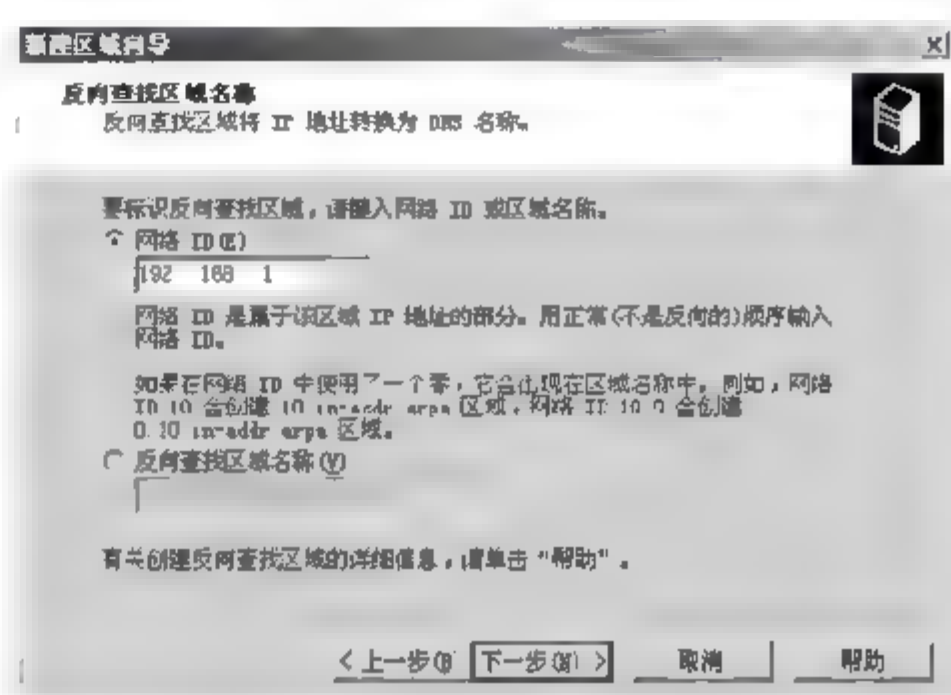 新建区域向导
反向查找区域名称
反向查找区域将 IP 地址转换为 DNS 名称。
要标识反向查找区域，请键入网络 ID 或区域名称。
网络 ID(E)
192 168 1
网络 ID 是属于该区域 IP 地址的部分。用正常(不是反向的)顺序输入
网络 ID。
如果在网络 ID 中使用了一个零，它会出现在区域名称中。例如，网络
ID 10 会创建 10 in-addr arpa 区域，网络 ID 10 0 会创建
0.10 in-addr arpa 区域。
反向查找区域名称(V)
有关创建反向查找区域的详细信息，请单击“帮助”。
< 上一步(B)
下一步(N) >
取消
帮助